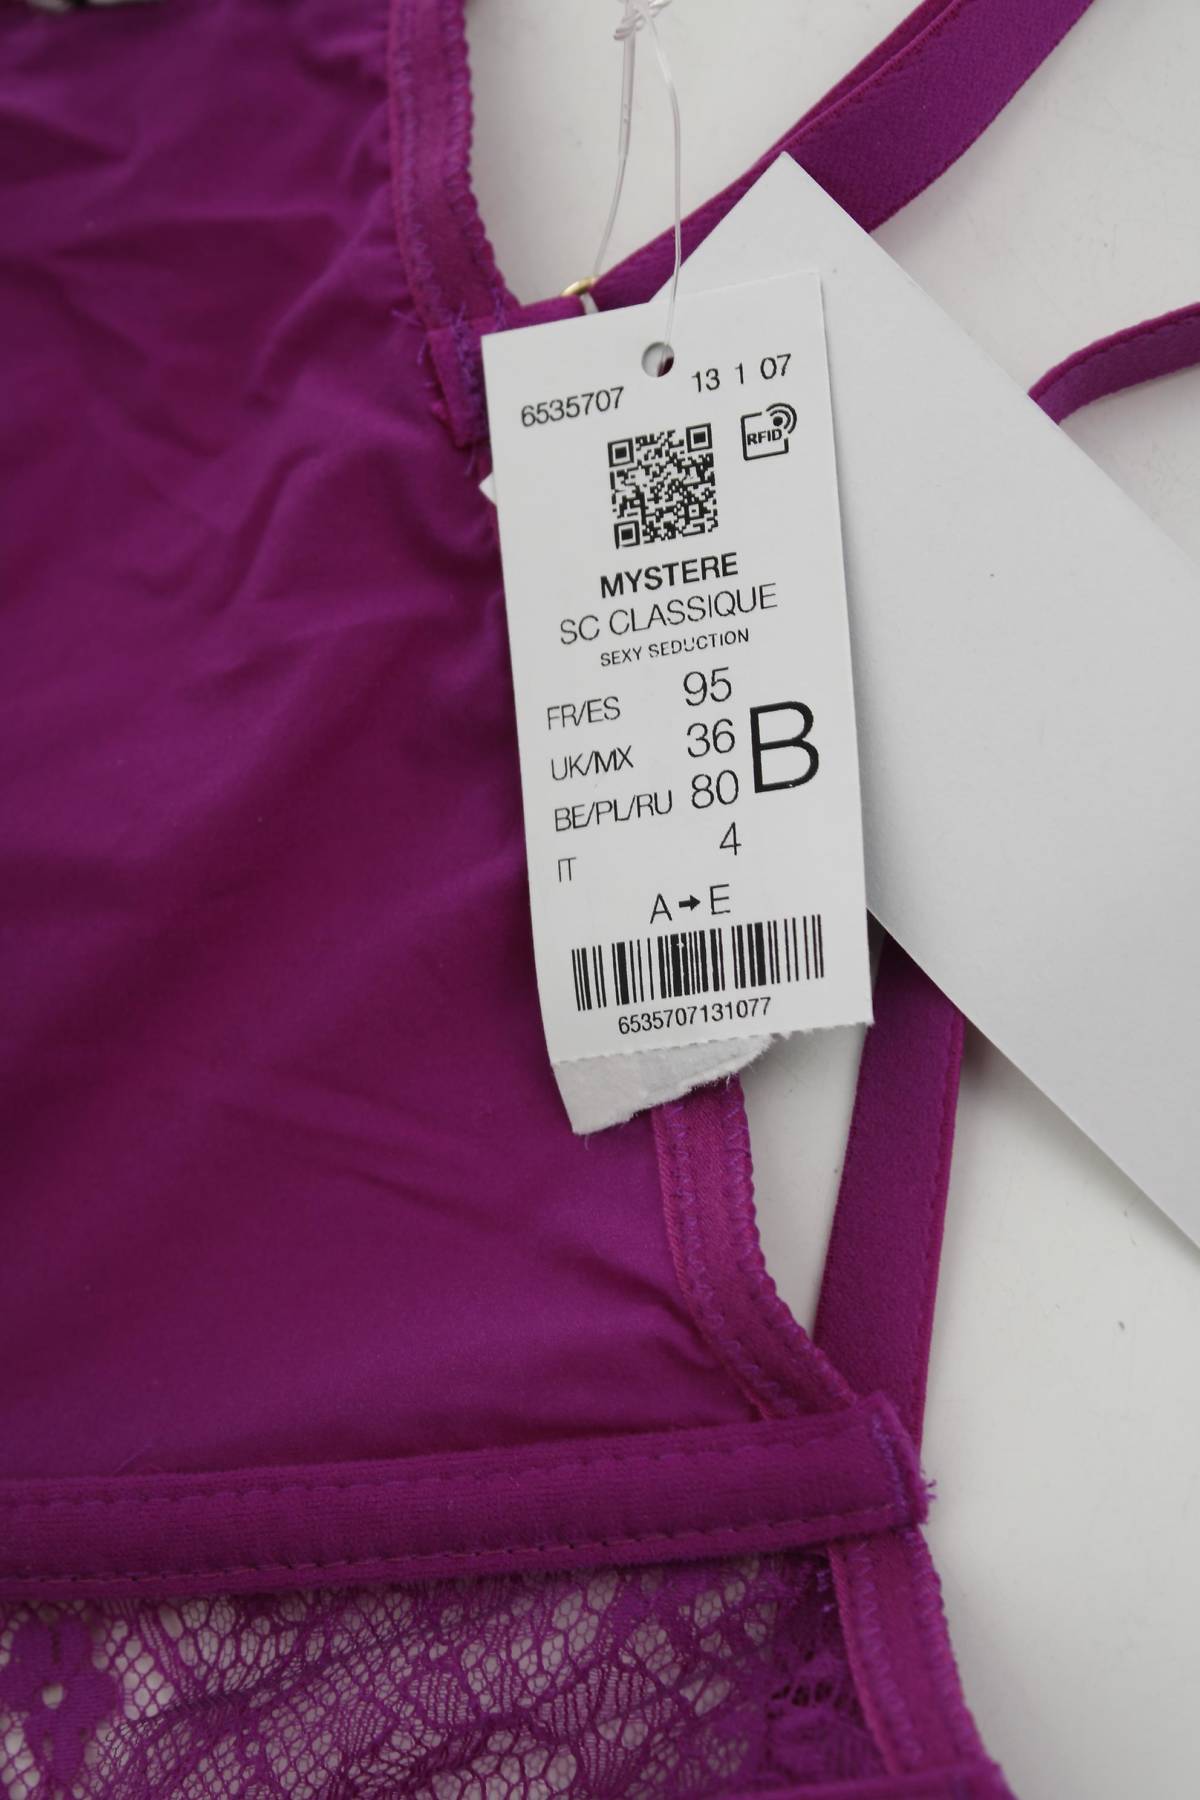 6535707 13 1 07
RFID
MYSTERE
SC CLASSIQUE
SEXY SEDUCTION
FR/ES 95
UK/MX 36 B
BE/PL/RU 80
IT 4
A➔E
6535707131077